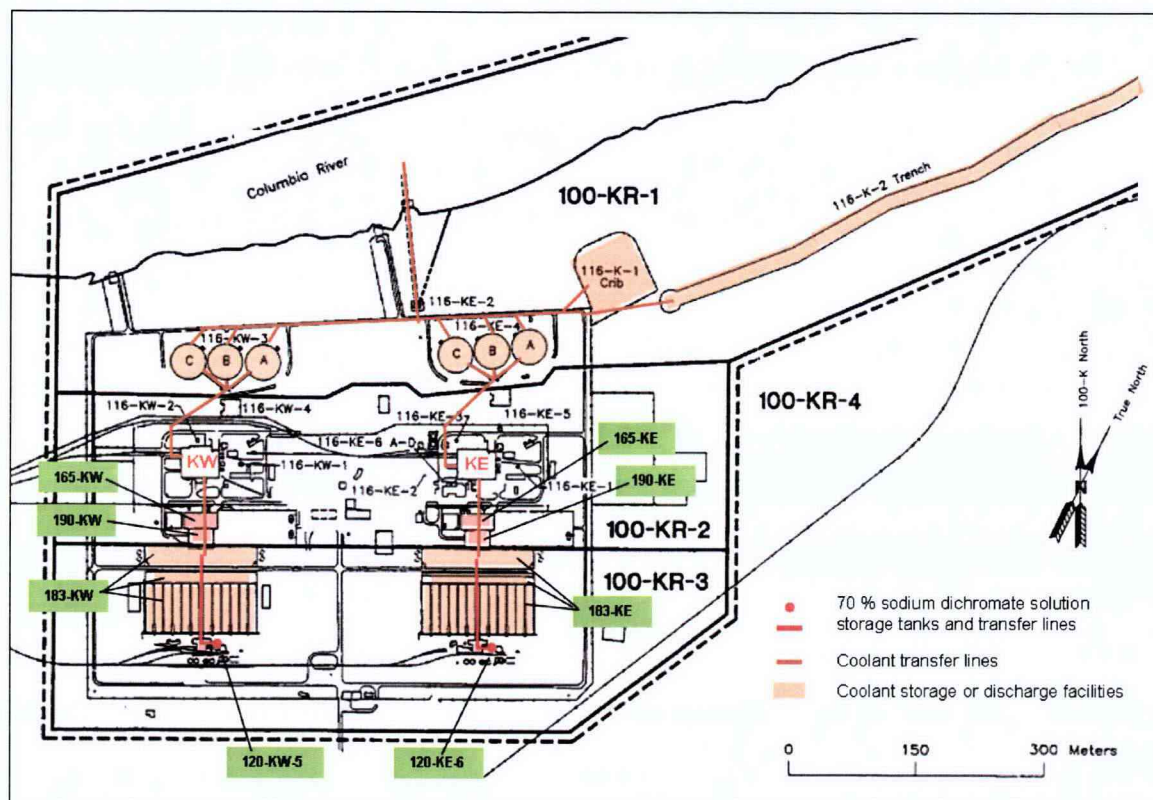 Columbia River
100-KR-1
116-K-2 Trench
116-K-1
Crib
116-KE-2
116-KW-3
116-KE-4
C
B
A
C
B
A
100-KR-4
100-K North
True North
N
116-KW-2
116-KW-4
116-KE-3
116-KE-5
116-KE-6 A-D
165-KE
KW
KE
165-KW
116-KW-1
116-KE-2
116-KE-1
190-KE
190-KW
100-KR-2
100-KR-3
183-KW
183-KE
120-KW-5
120-KE-6
70 % sodium dichromate solution
storage tanks and transfer lines
Coolant transfer lines
Coolant storage or discharge facilities
0 150 300 Meters